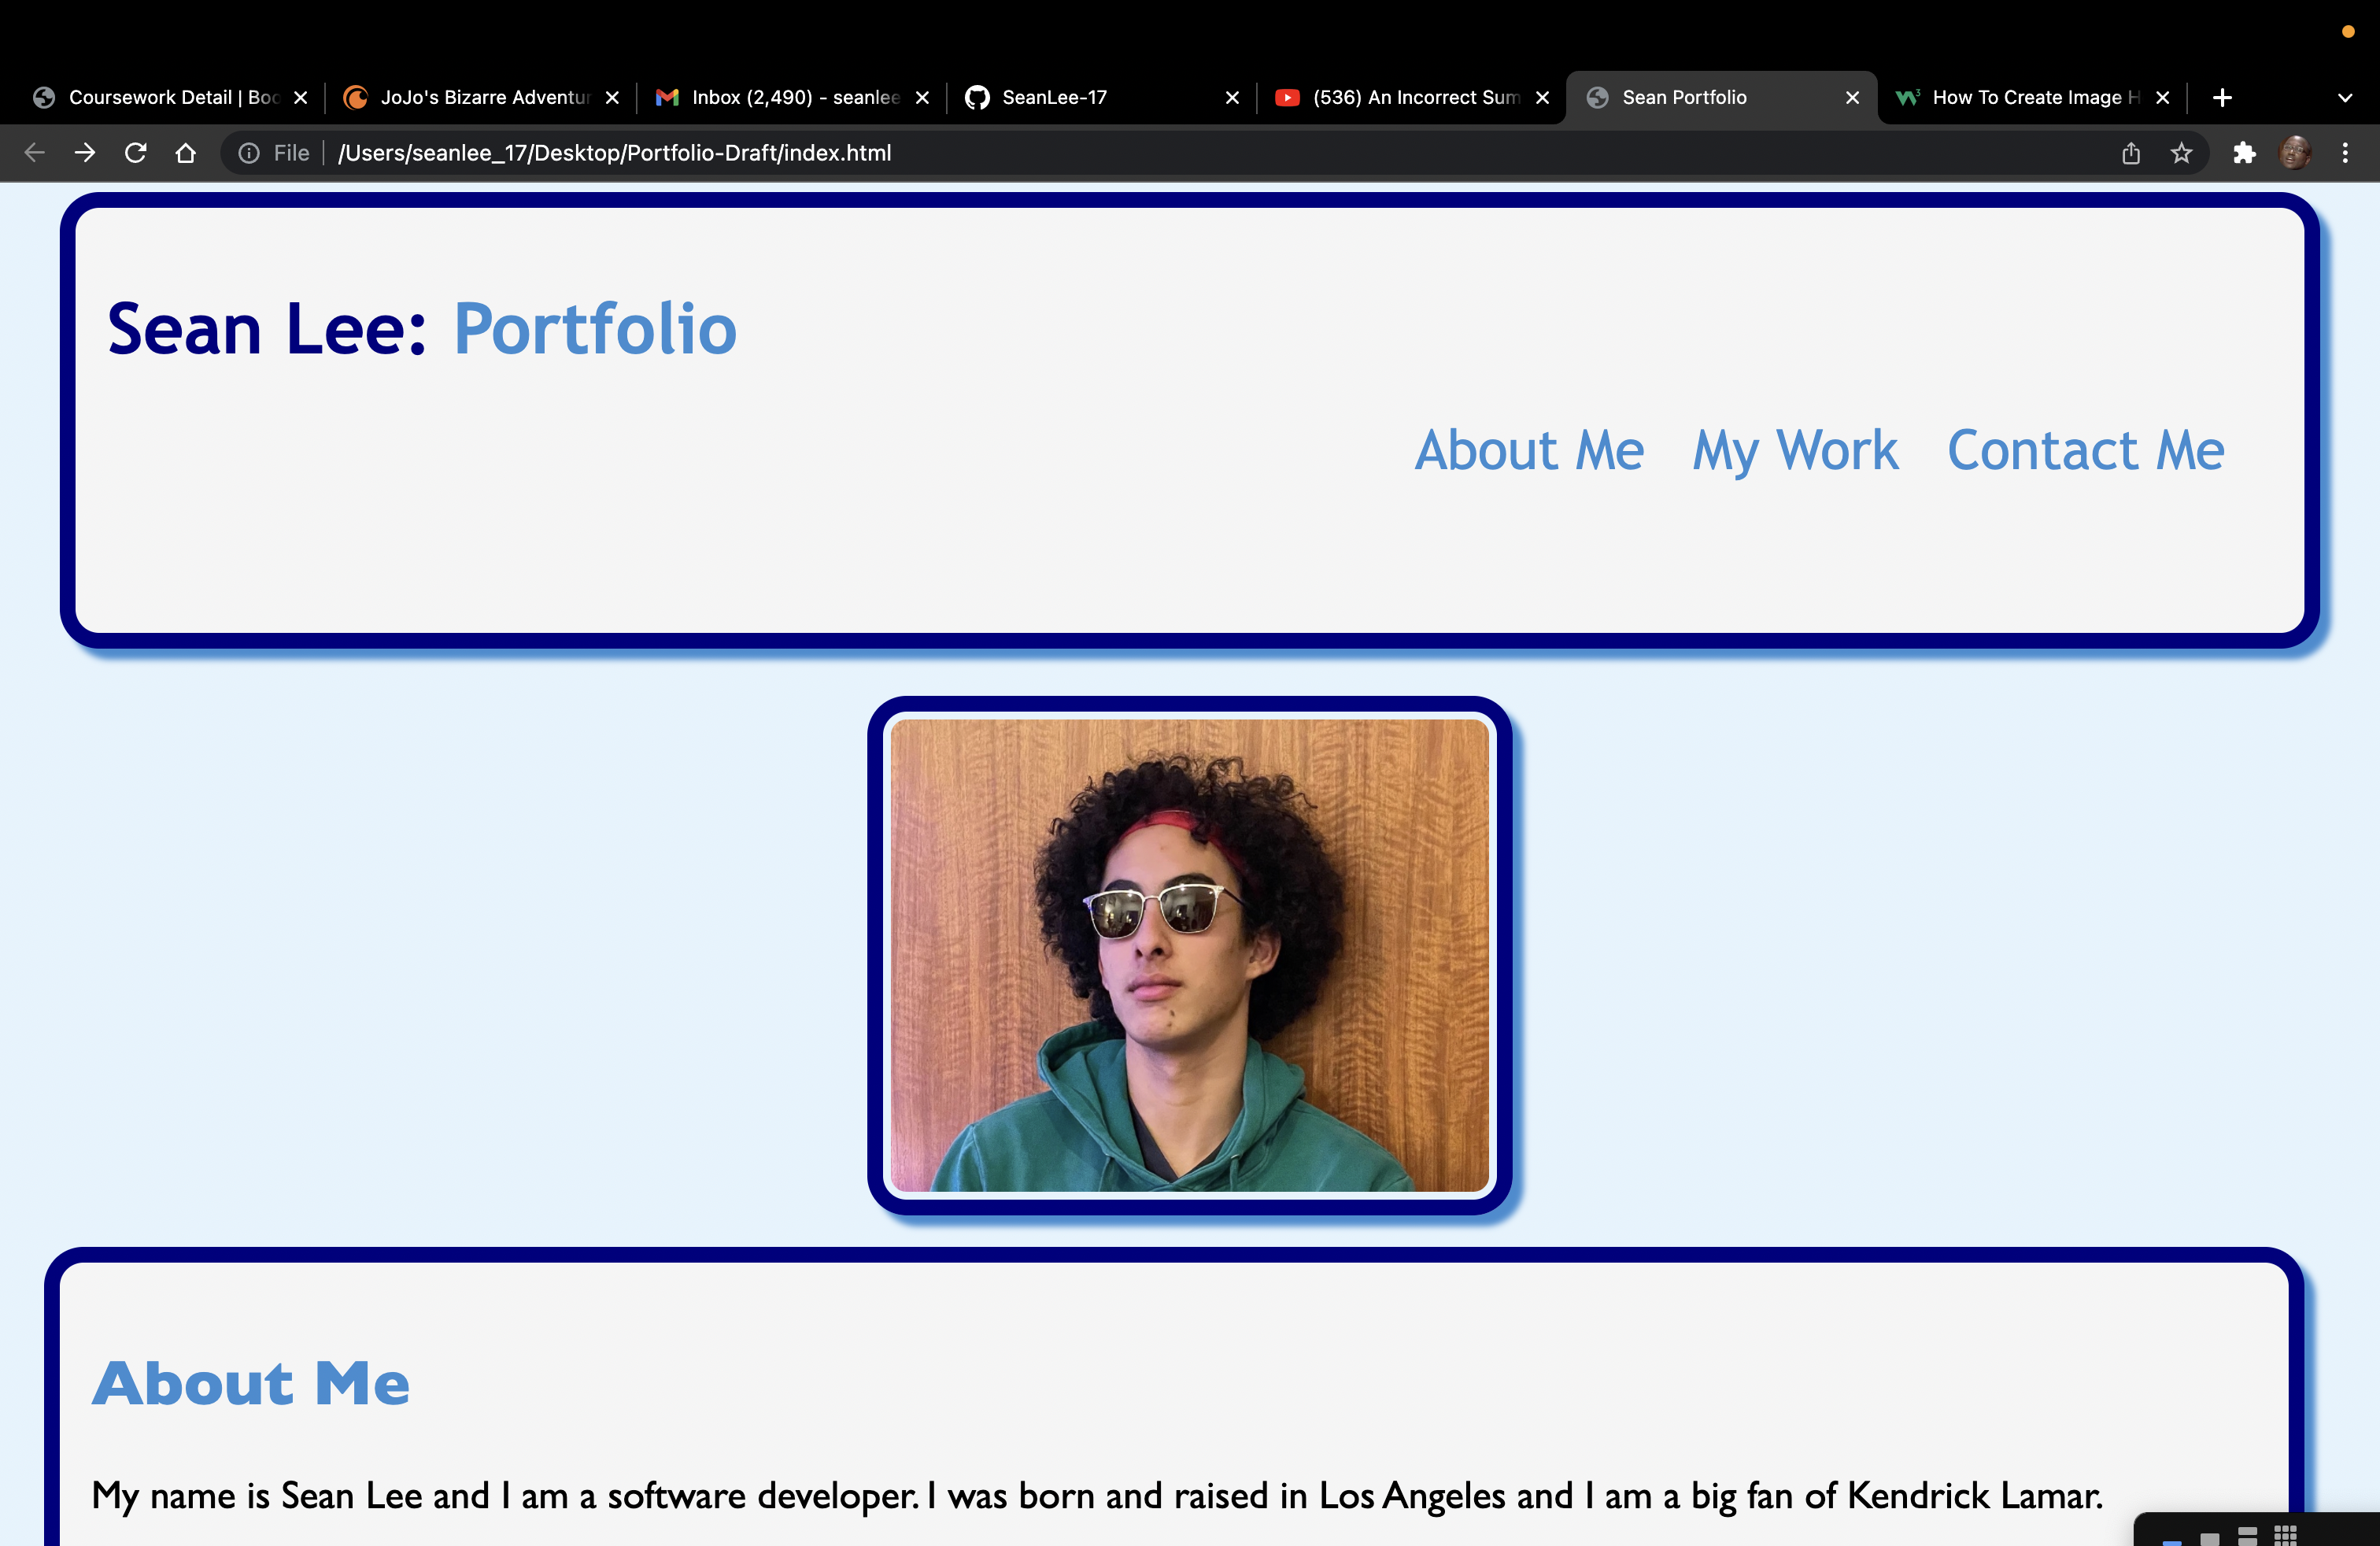 Coursework Detail | Boo
JoJo's Bizarre Adventur
Inbox (2,490) - seanlee
SeanLee-17
(536) An Incorrect Sum
Sean Portfolio
How To Create Image H
File
/Users/seanlee_17/Desktop/Portfolio-Draft/index.html
Sean Lee: Portfolio
About Me My Work Contact Me
About Me
My name is Sean Lee and I am a software developer. I was born and raised in Los Angeles and I am a big fan of Kendrick Lamar.